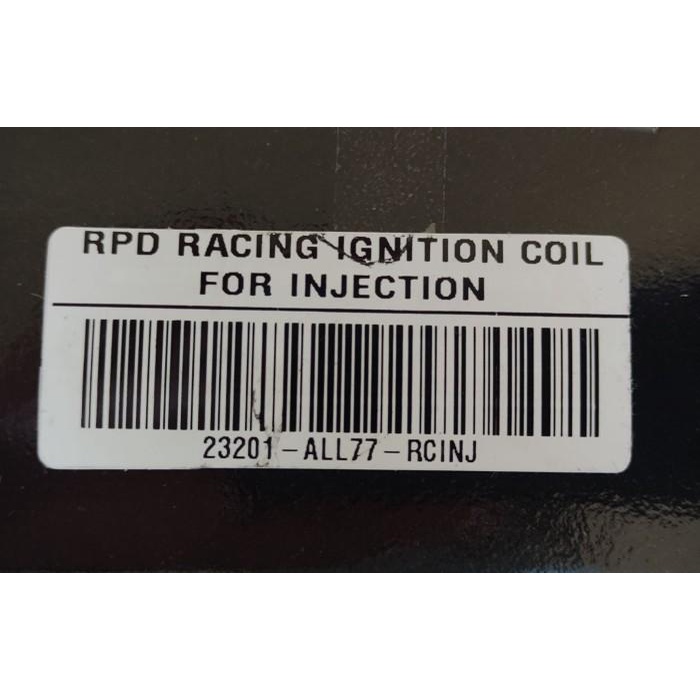 RPD RACING IGNITION COIL
FOR INJECTION
23201-ALL77-RCINJ